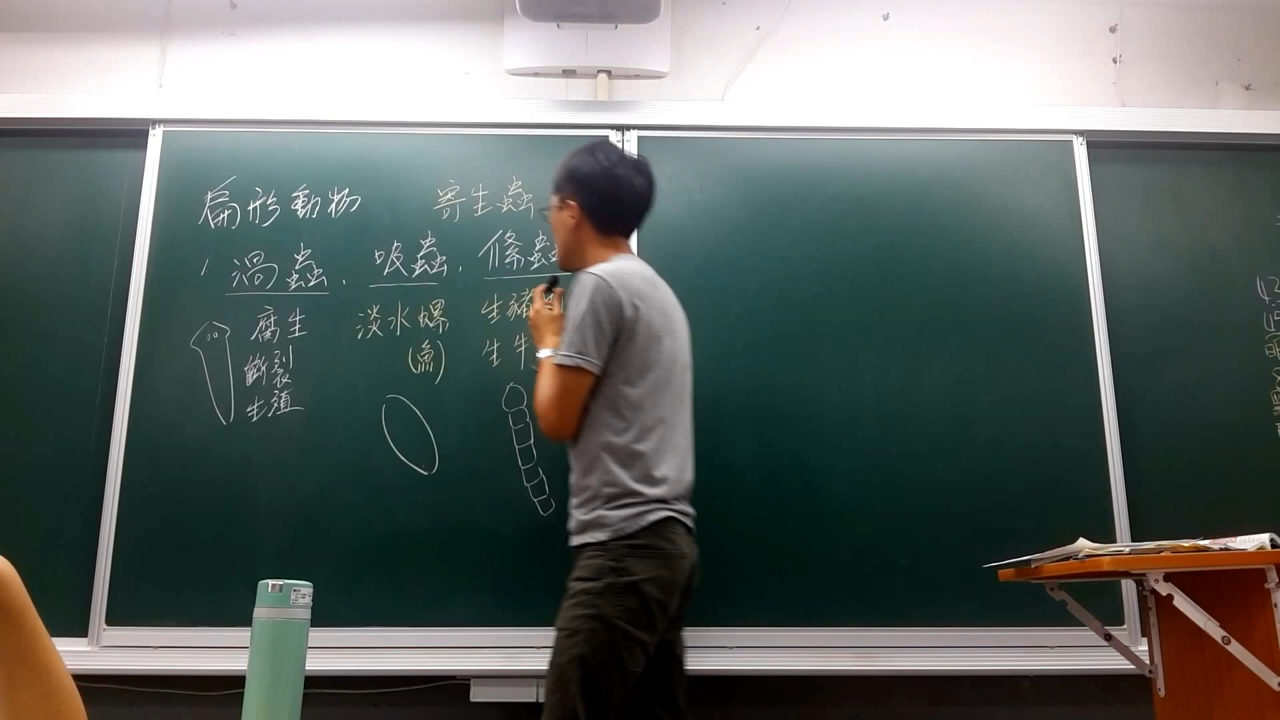 扁形動物 寄生蟲
渦蟲. 吸蟲. 條蟲
腐生 淡水螺 生豬
斷裂 (魚) 生牛
生殖